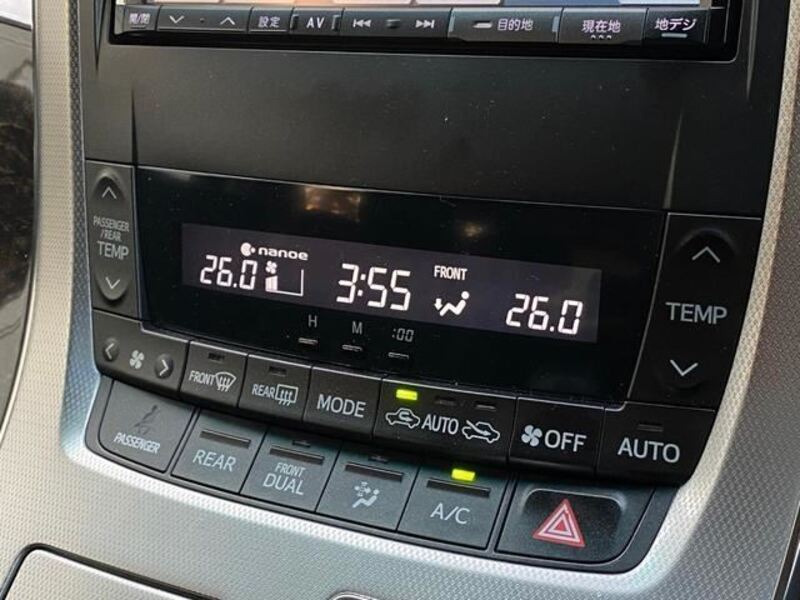 開/閉 設定 AV 目的地 現在地 地デジ
PASSENGER
/REAR
TEMP
nanoe
26.0 3:55 FRONT 26.0
H M :00
TEMP
FRONT REAR MODE AUTO OFF AUTO
PASSENGER REAR FRONT
DUAL A/C